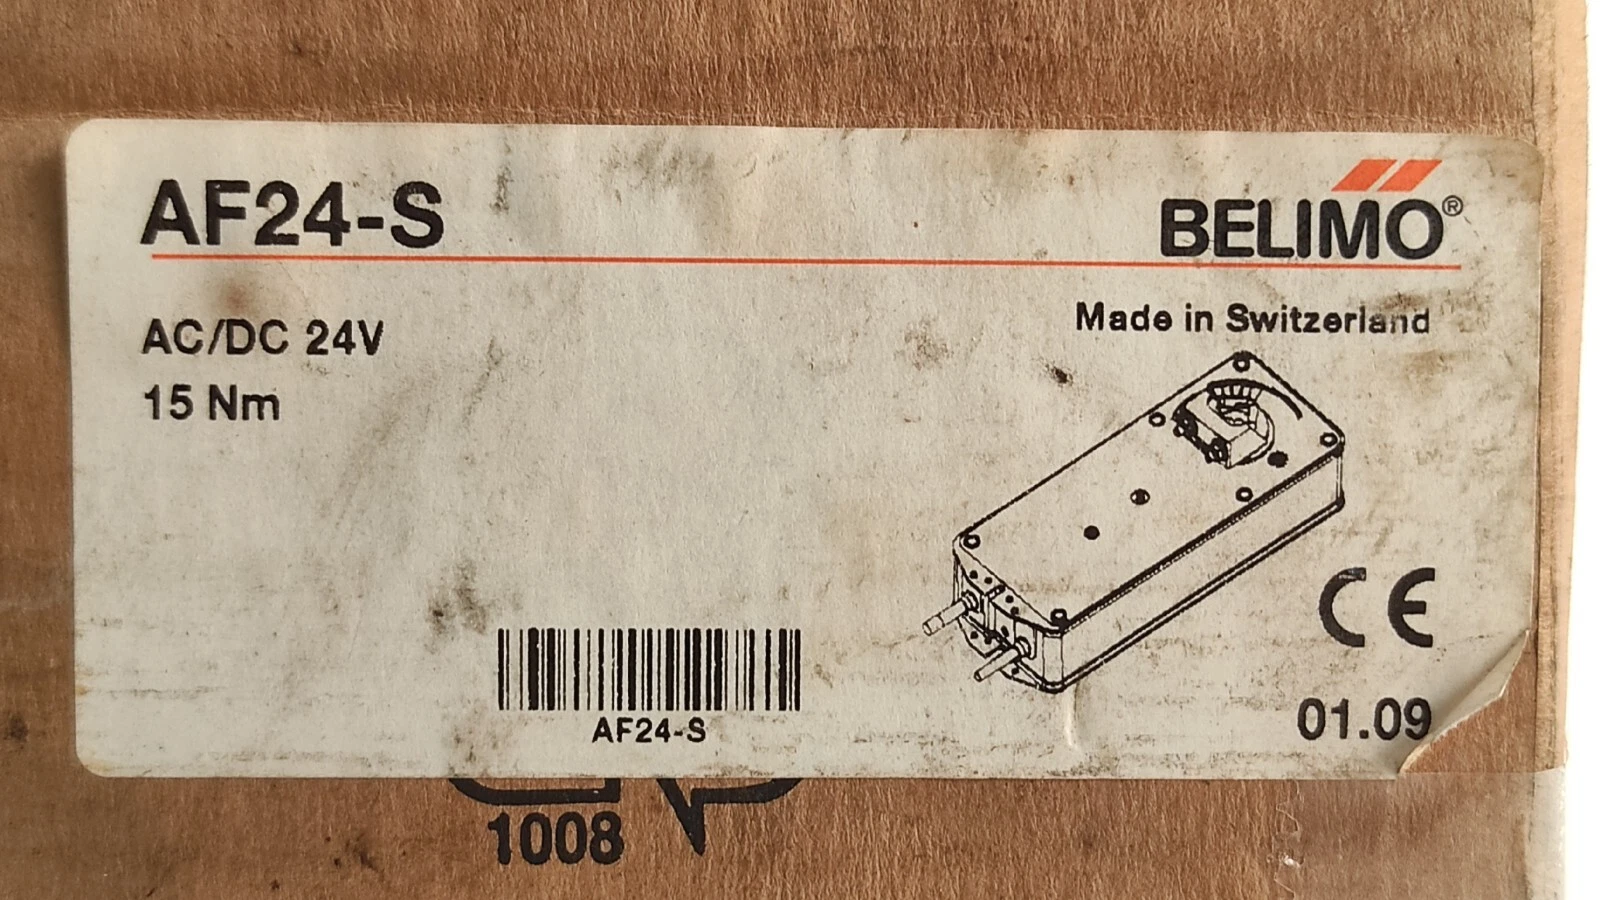 AF24-S
BELIMO®
AC/DC 24V
15 Nm
Made in Switzerland
CE
AF24-S
01.09
1008